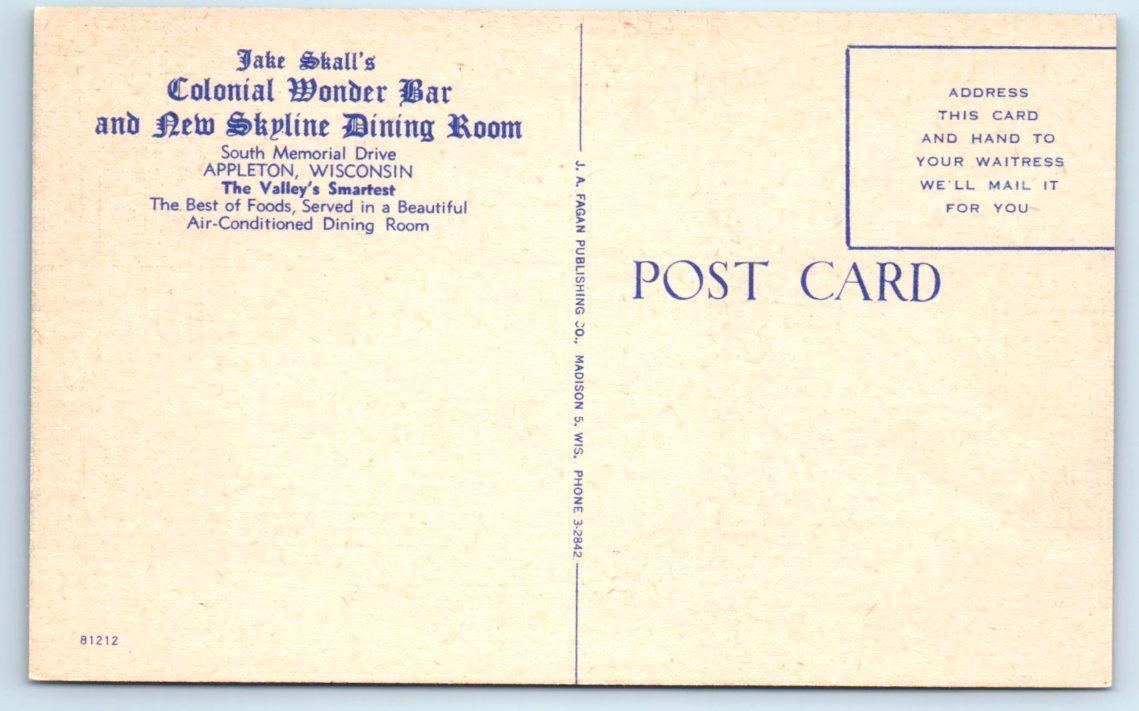 Jake Skall's
Colonial Wonder Bar
and New Skyline Dining Room
South Memorial Drive
APPLETON, WISCONSIN
The Valley's Smartest
The Best of Foods, Served in a Beautiful
Air-Conditioned Dining Room
81212
J. A. FAGAN PUBLISHING CO., MADISON 5, WIS. PHONE 3-2842
ADDRESS
THIS CARD
AND HAND TO
YOUR WAITRESS
WE'LL MAIL IT
FOR YOU
POST CARD